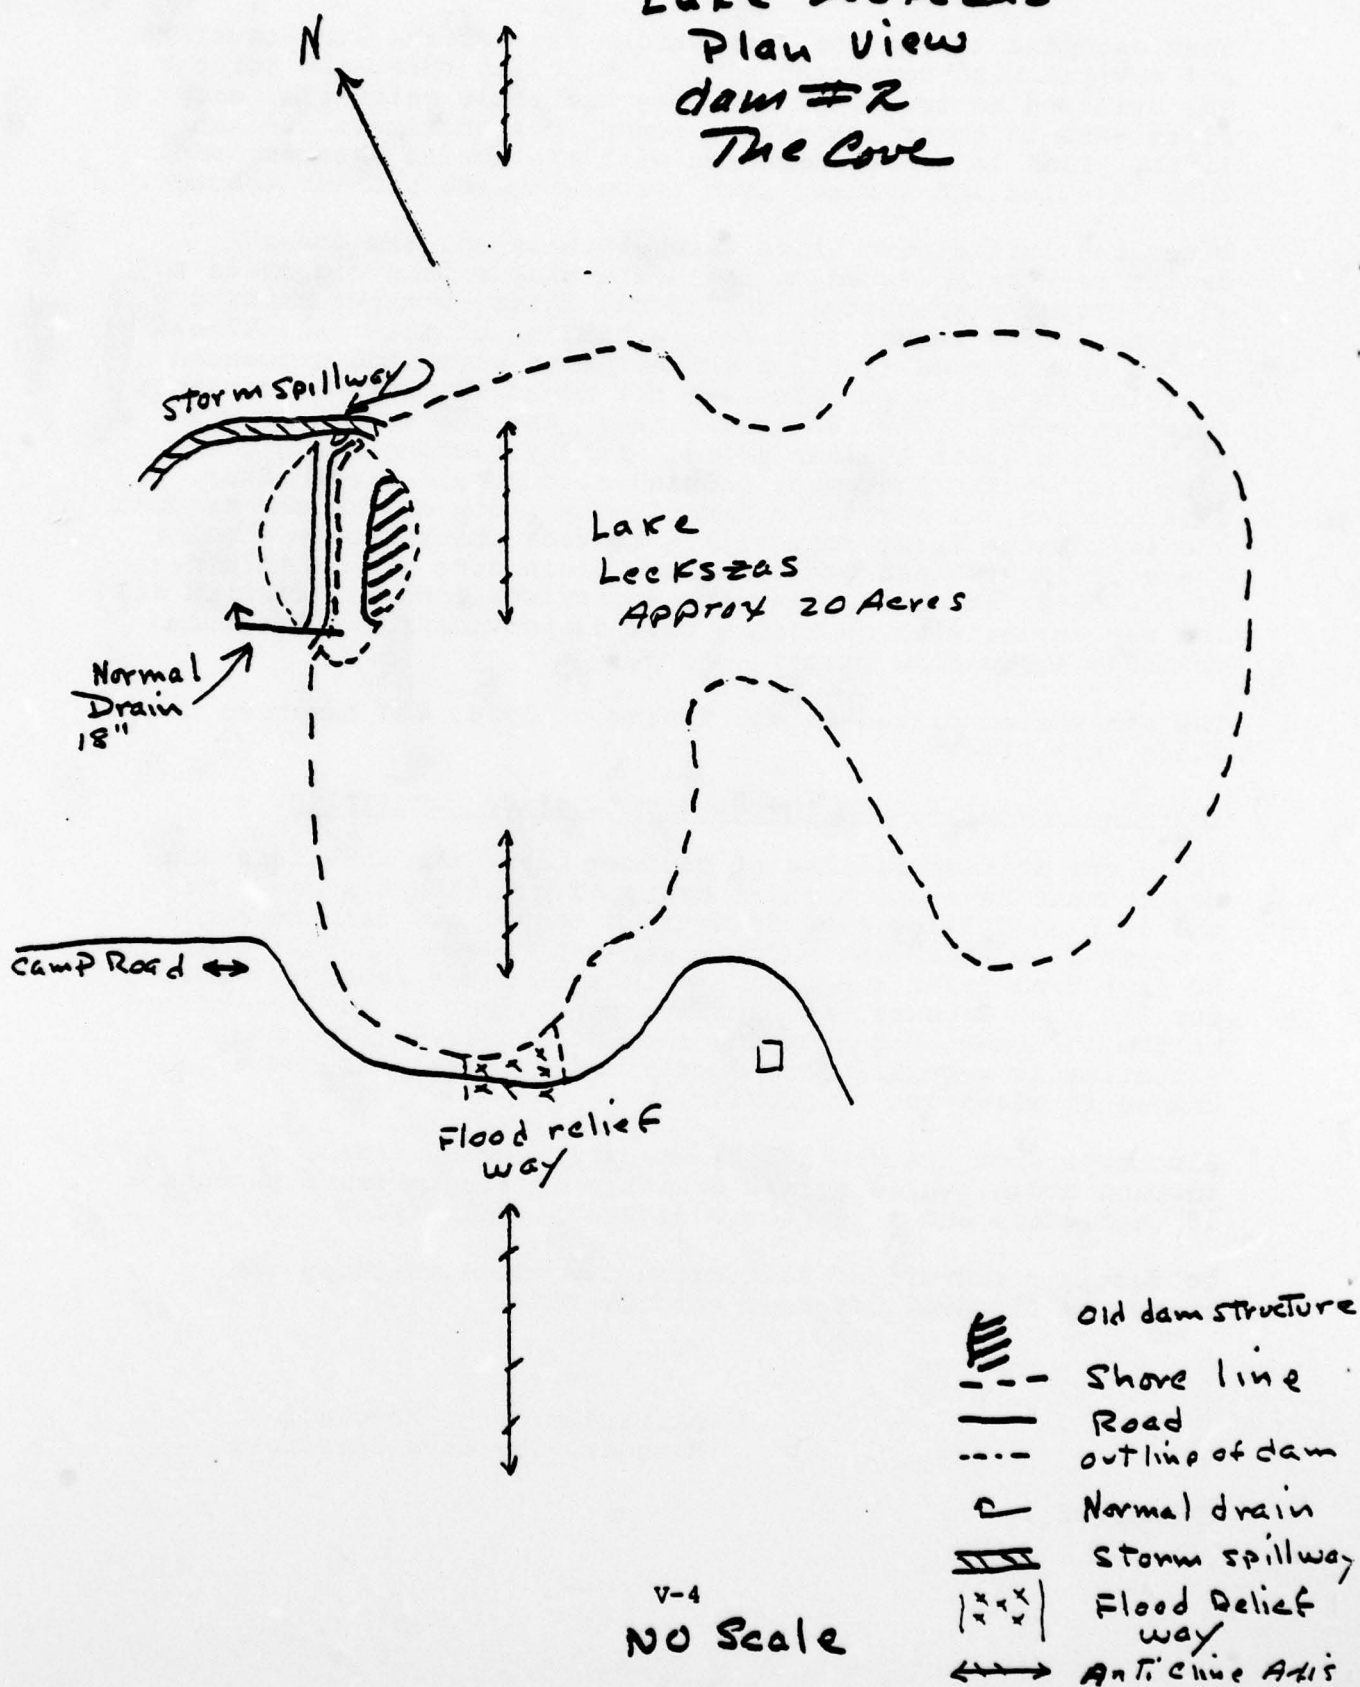 Lake
Plan view
dam #2
The Cove
N
Storm spillway
Lake
Leckszas
Approx 20 Acres
Normal
Drain
18"
Camp Road
Flood relief
way
Old dam structure
Shore line
Road
outline of dam
Normal drain
Storm spillway
Flood Relief
way
AnTicline Axis
V-4
NO Scale